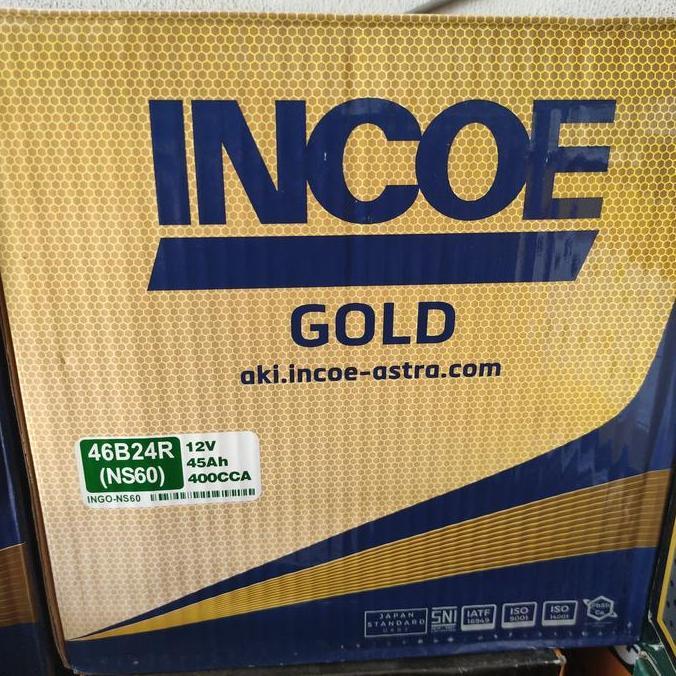 INCOE
GOLD
aki.incoe-astra.com
46B24R
(NS60)
12V
45Ah
400CCA
INGO-NS60
JAPAN
STANDARD
SNI
IATF
16949
ISO
9001
ISO
14001